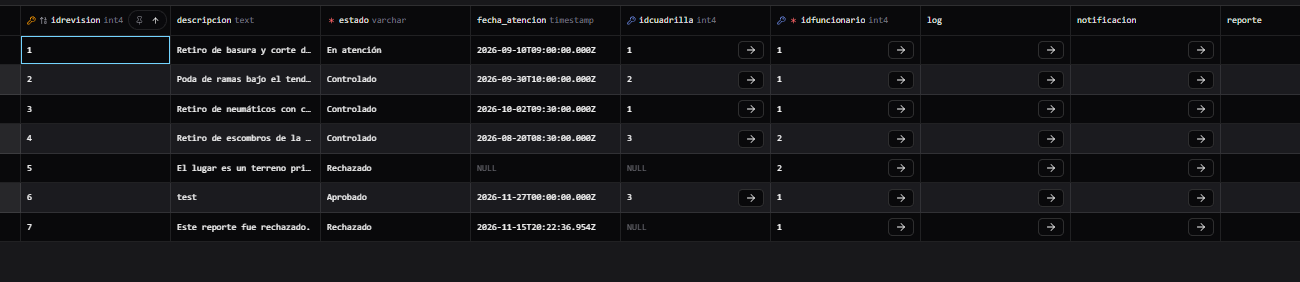 idrevision int4 descripcion text * estado varchar fecha_atencion timestamp idcuadrilla int4 * idfuncionario int4 log notificacion reporte
1 Retiro de basura y corte d… En atención 2026-09-10T09:00:00.000Z 1 1
2 Poda de ramas bajo el tend… Controlado 2026-09-30T10:00:00.000Z 2 1
3 Retiro de neumáticos con c… Controlado 2026-10-02T09:30:00.000Z 1 1
4 Retiro de escombros de la … Controlado 2026-08-20T08:30:00.000Z 3 2
5 El lugar es un terreno pri… Rechazado NULL NULL 2
6 test Aprobado 2026-11-27T00:00:00.000Z 3 1
7 Este reporte fue rechazado. Rechazado 2026-11-15T20:22:36.954Z NULL 1